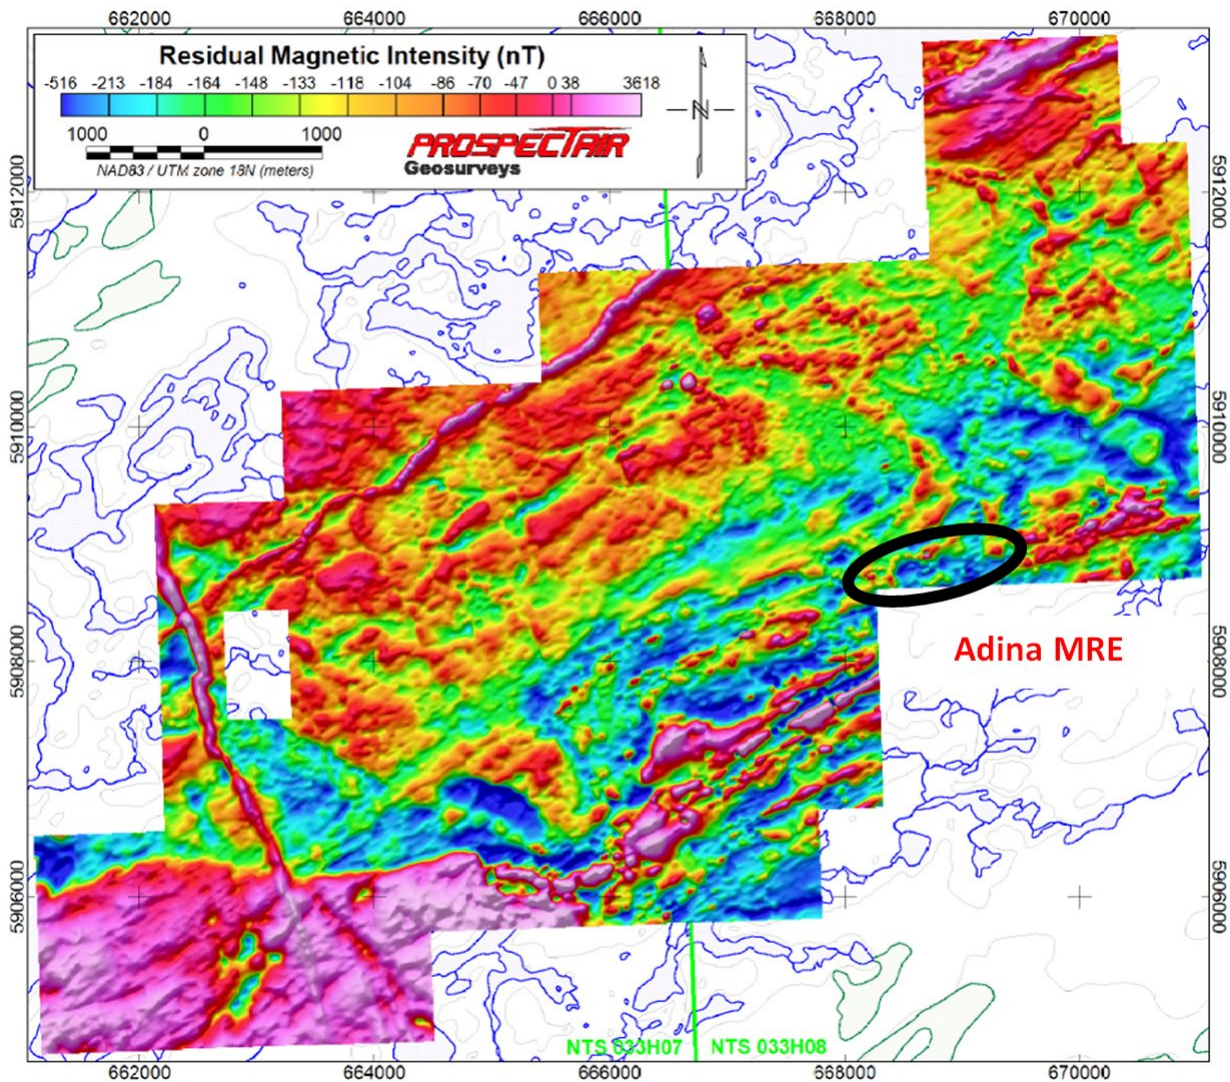 662000 664000 666000 668000 670000
Residual Magnetic Intensity (nT)
-516 -213 -184 -164 -148 -133 -118 -104 -86 -70 -47 0 38 3618
1000 0 1000
NAD83 / UTM zone 18N (meters)
PROSPECTAIR
Geosurveys
N
5912000 5912000
5910000 5910000
Adina MRE
5908000 5908000
5906000 5906000
NTS 033H07 NTS 033H08
662000 664000 666000 668000 670000